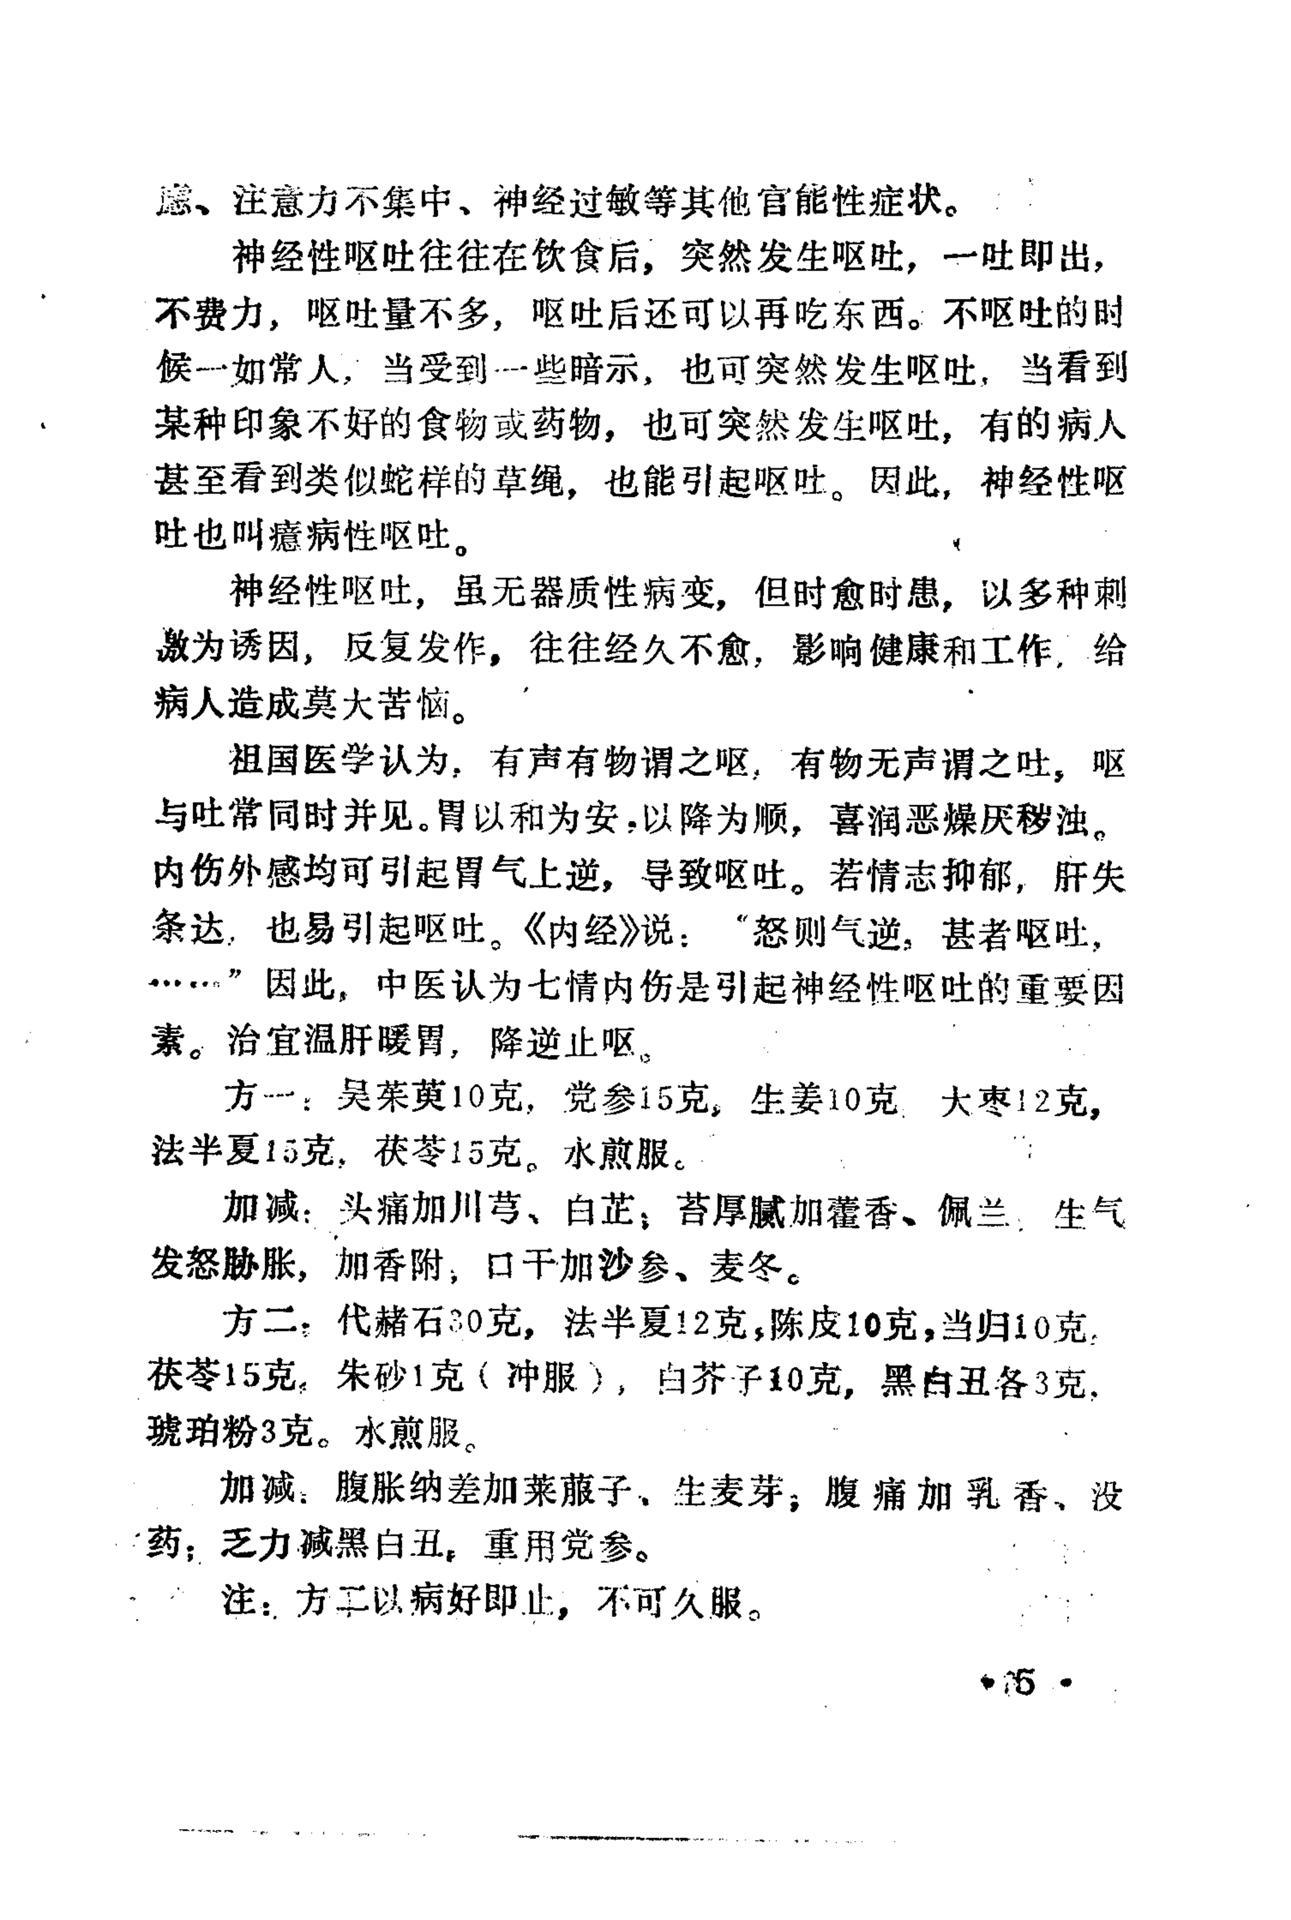 虑、注意力不集中、神经过敏等其他官能性症状。
神经性呕吐往往在饮食后，突然发生呕吐，一吐即出，
不费力，呕吐量不多，呕吐后还可以再吃东西。不呕吐的时
候一如常人，当受到一些暗示，也可突然发生呕吐，当看到
某种印象不好的食物或药物，也可突然发生呕吐，有的病人
甚至看到类似蛇样的草绳，也能引起呕吐。因此，神经性呕
吐也叫癔病性呕吐。
神经性呕吐，虽无器质性病变，但时愈时患，以多种刺
激为诱因，反复发作，往往经久不愈，影响健康和工作，给
病人造成莫大苦恼。
祖国医学认为，有声有物谓之呕，有物无声谓之吐，呕
与吐常同时并见。胃以和为安，以降为顺，喜润恶燥厌秽浊。
内伤外感均可引起胃气上逆，导致呕吐。若情志抑郁，肝失
条达，也易引起呕吐。《内经》说：“怒则气逆，甚者呕吐，
……”因此，中医认为七情内伤是引起神经性呕吐的重要因
素。治宜温肝暖胃，降逆止呕。
方一：吴茱萸10克，党参15克，生姜10克 大枣12克，
法半夏15克，茯苓15克。水煎服。
加减：头痛加川芎、白芷；苔厚腻加藿香、佩兰；生气
发怒胁胀，加香附；口干加沙参、麦冬。
方二：代赭石30克，法半夏12克，陈皮10克，当归10克，
茯苓15克，朱砂1克（冲服），白芥子10克，黑白丑各3克，
琥珀粉3克。水煎服。
加减：腹胀纳差加莱菔子、生麦芽；腹痛加乳香、没
药；乏力减黑白丑，重用党参。
注：方二以病好即止，不可久服。